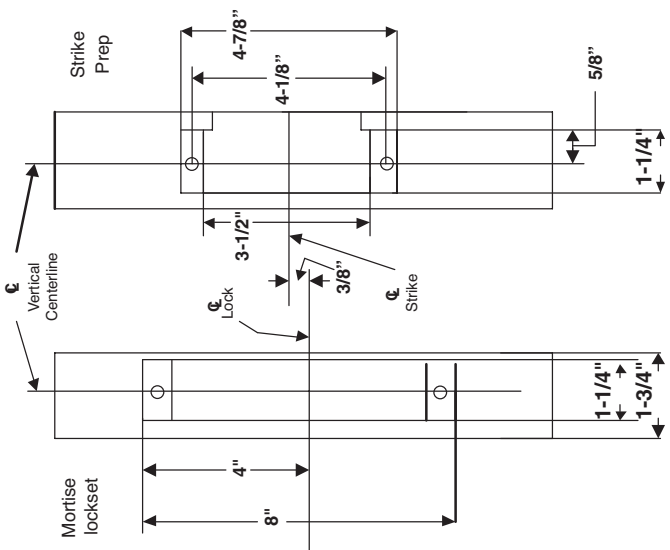 Mortise
lockset
4"
8"
1-1/4"
1-3/4"
℄
Vertical
Centerline
℄
Lock
3/8”
℄
Strike
Strike
Prep
4-7/8"
4-1/8"
3-1/2"
5/8”
1-1/4"